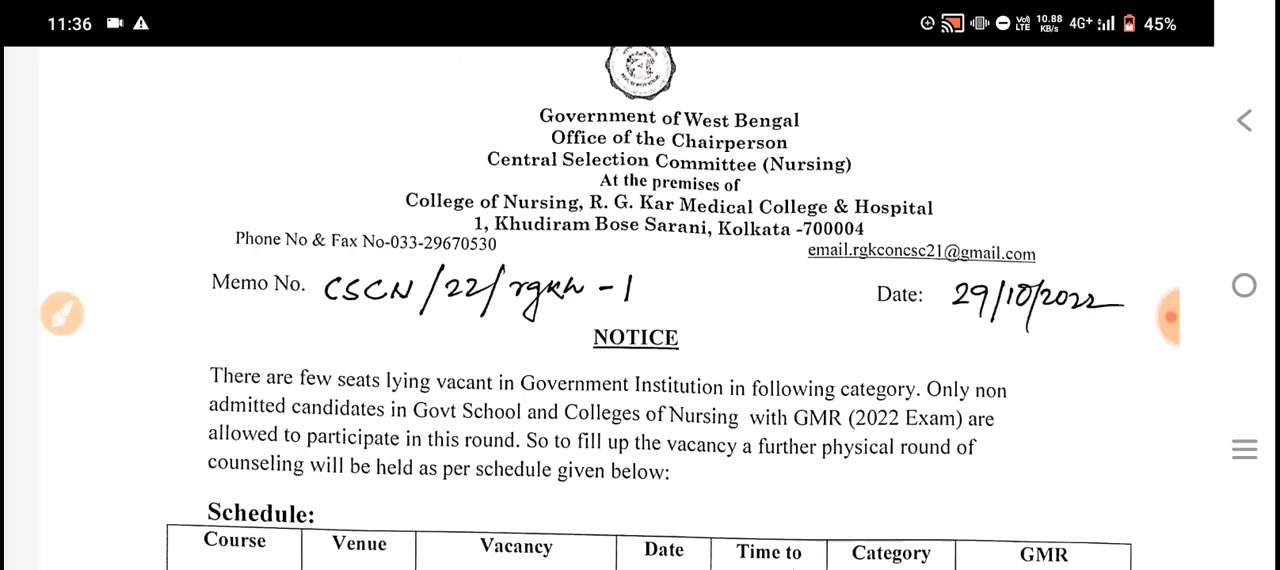 11:36 Vo) LTE 10.88 KB/s 4G+ 45%
Government of West Bengal
Office of the Chairperson
Central Selection Committee (Nursing)
At the premises of
College of Nursing, R. G. Kar Medical College & Hospital
1, Khudiram Bose Sarani, Kolkata -700004
Phone No & Fax No-033-29670530 email.rgkconcsc21@gmail.com
Memo No. CSCN/22/rgkh-1 Date: 29/10/2022
NOTICE
There are few seats lying vacant in Government Institution in following category. Only non
admitted candidates in Govt School and Colleges of Nursing with GMR (2022 Exam) are
allowed to participate in this round. So to fill up the vacancy a further physical round of
counseling will be held as per schedule given below:
Schedule:
Course Venue Vacancy Date Time to Category GMR